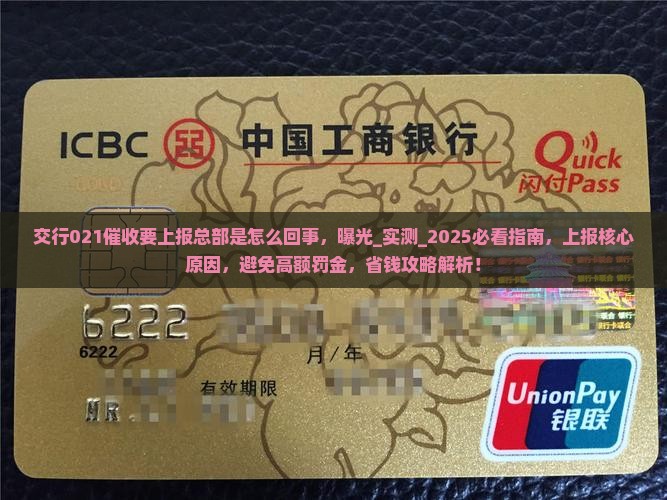 ICBC 中国工商银行
Quick
闪付Pass
交行021催收要上报总部是怎么回事，曝光_实测_2025必看指南，上报核心
原因，避免高额罚金，省钱攻略解析！
6222
6222
月/年
有效期限
MR.
UnionPay
银联